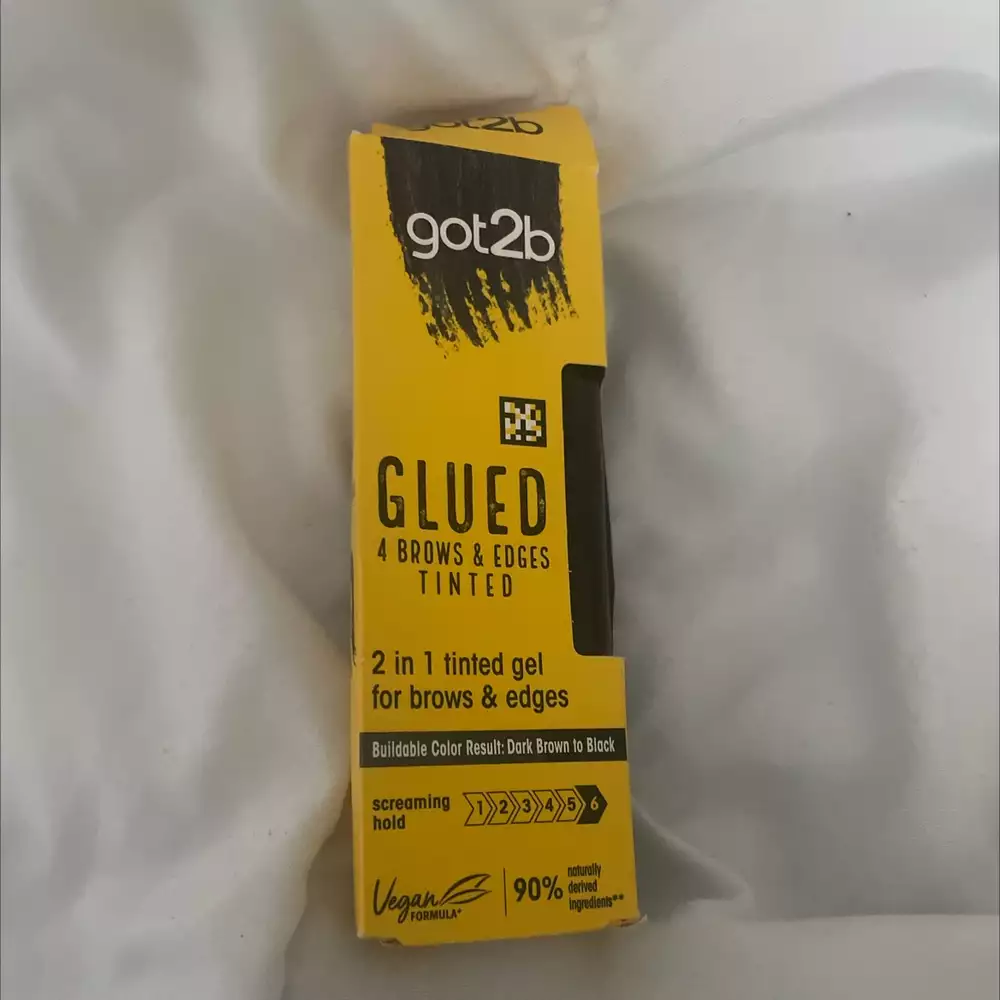 got2b
got2b
GLUED
4 BROWS & EDGES
TINTED
2 in 1 tinted gel
for brows & edges
Buildable Color Result: Dark Brown to Black
screaming
hold
1 2 3 4 5 6
Vegan
FORMULA*
90%
naturally
derived
ingredients**